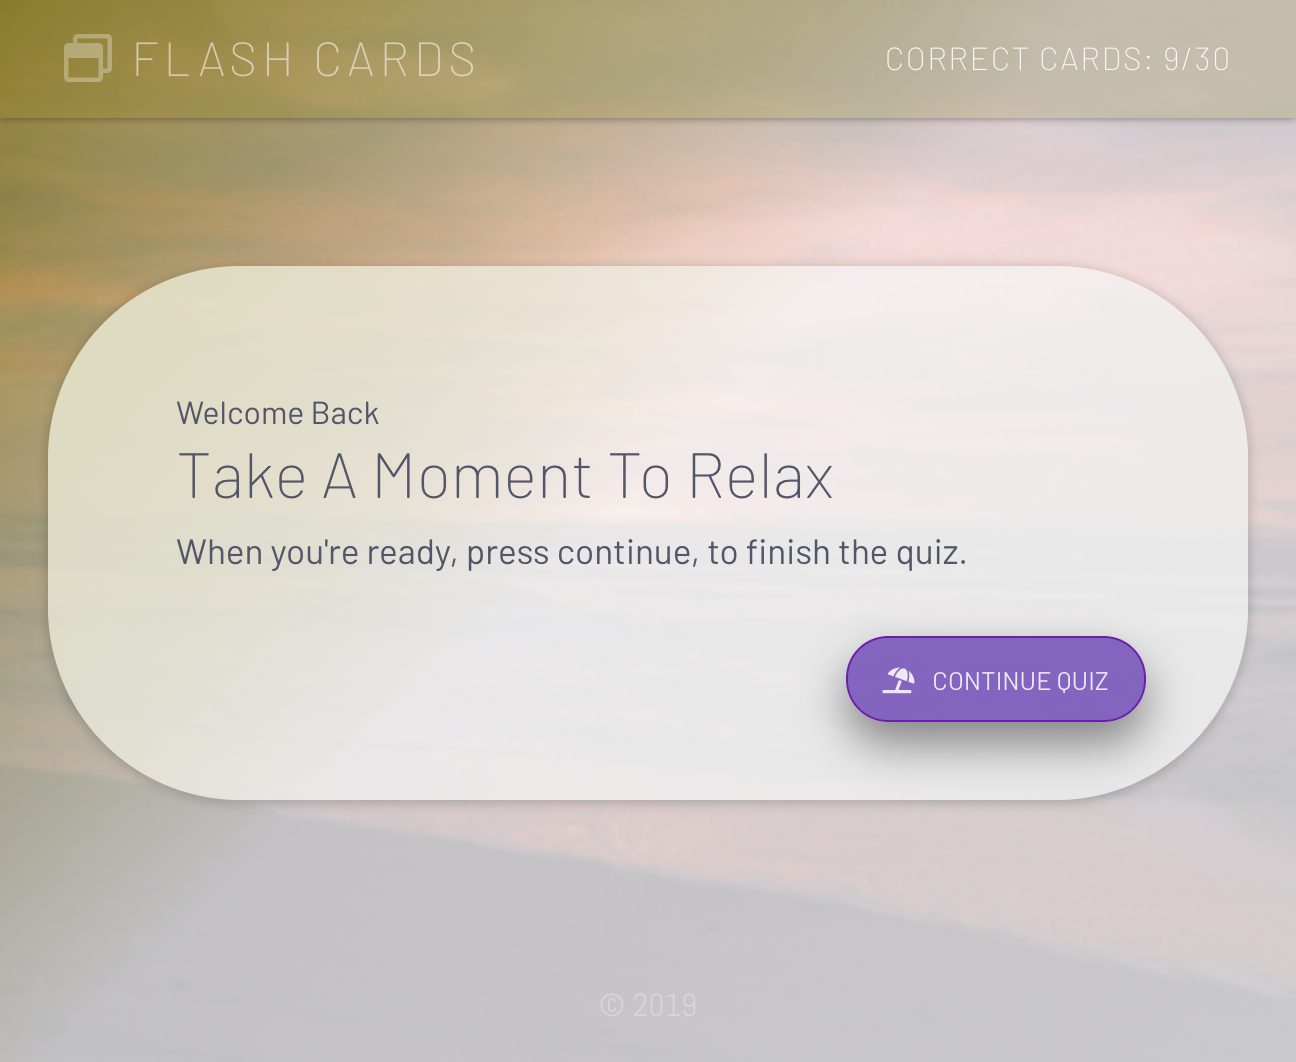 FLASH CARDS
CORRECT CARDS: 9/30
Welcome Back
Take A Moment To Relax
When you're ready, press continue, to finish the quiz.
CONTINUE QUIZ
© 2019